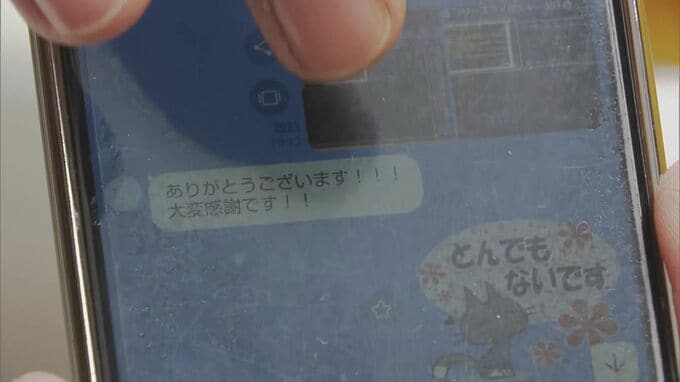 ありがとうございます！！！
大変感謝です！！
とんでも
ないです